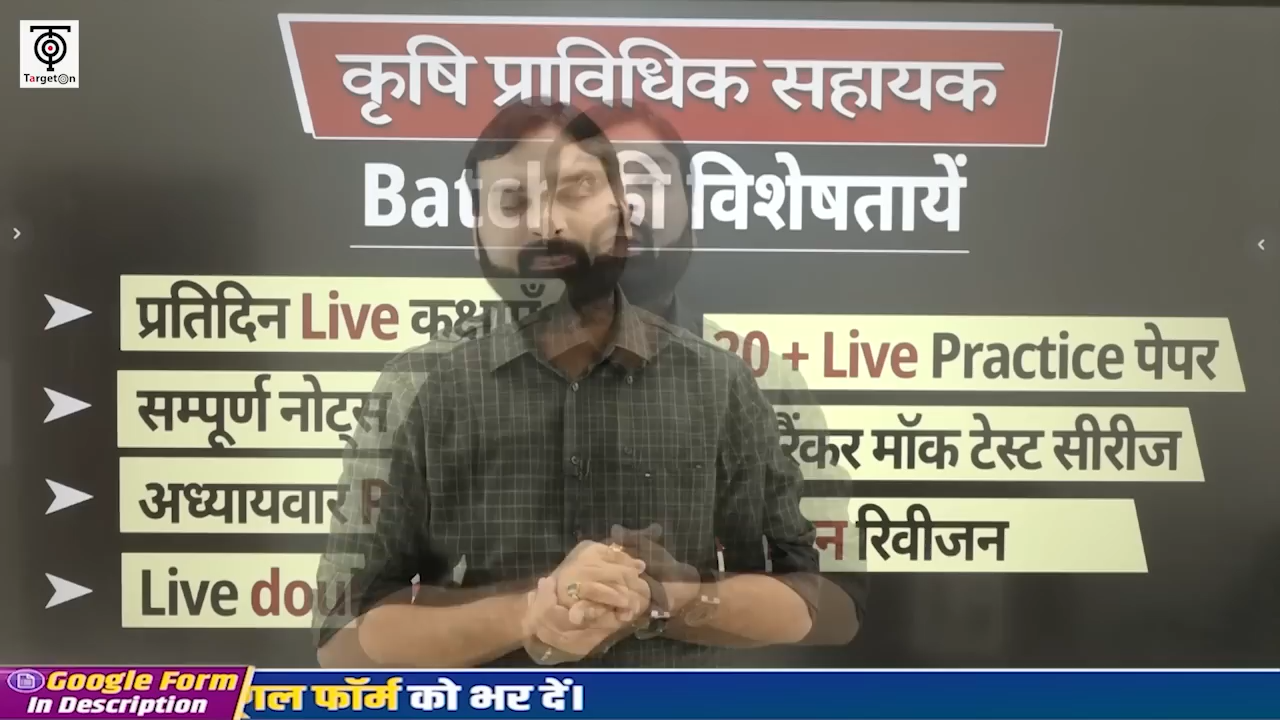 TargetOn
कृषि प्राविधिक सहायक
Batch की विशेषतायें
प्रतिदिन Live कक्षाएँ
सम्पूर्ण नोट्स
अध्यायवार
Live
20 + Live Practice पेपर
मॉक टेस्ट सीरीज
रिवीजन
Google Form
In Description
फॉर्म को भर दें।